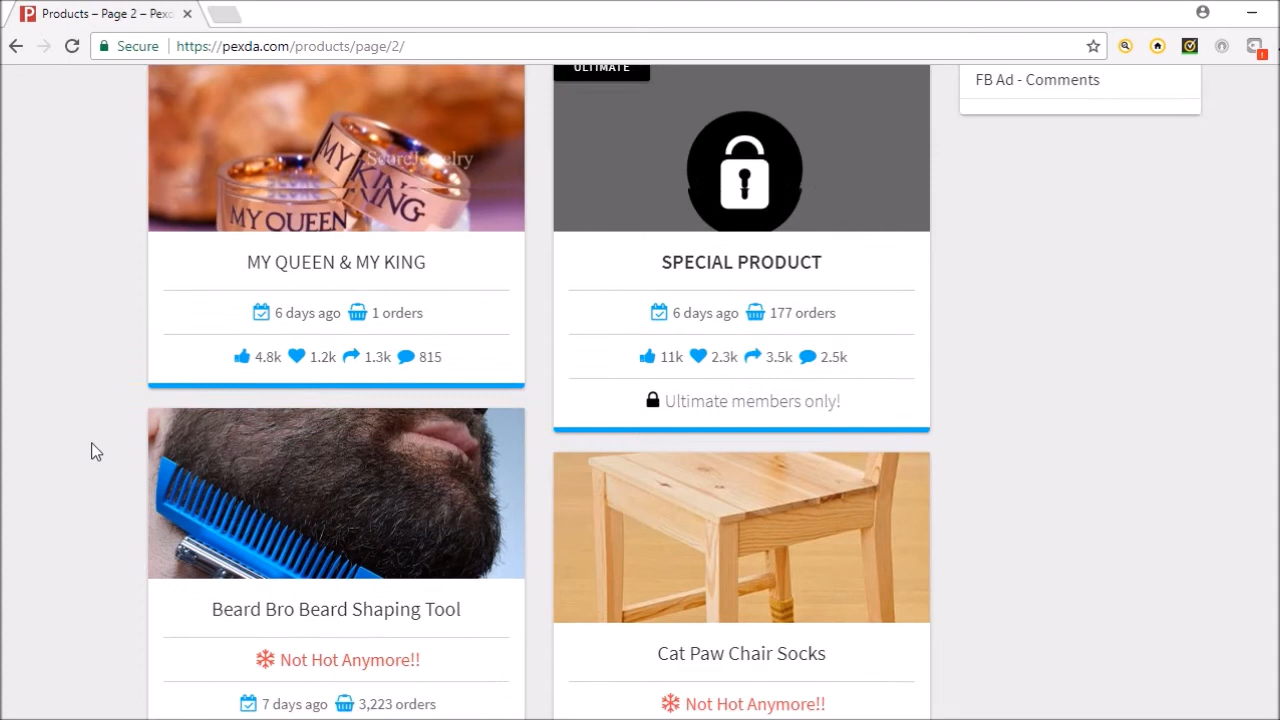 Products – Page 2 – Pexd
Secure
https://pexda.com/products/page/2/
MY
KING
MY QUEEN
MY QUEEN & MY KING
6 days ago 1 orders
4.8k 1.2k 1.3k 815
Beard Bro Beard Shaping Tool
Not Hot Anymore!!
7 days ago 3,223 orders
ULTIMATE
SPECIAL PRODUCT
6 days ago 177 orders
11k 2.3k 3.5k 2.5k
Ultimate members only!
Cat Paw Chair Socks
Not Hot Anymore!!
FB Ad - Comments